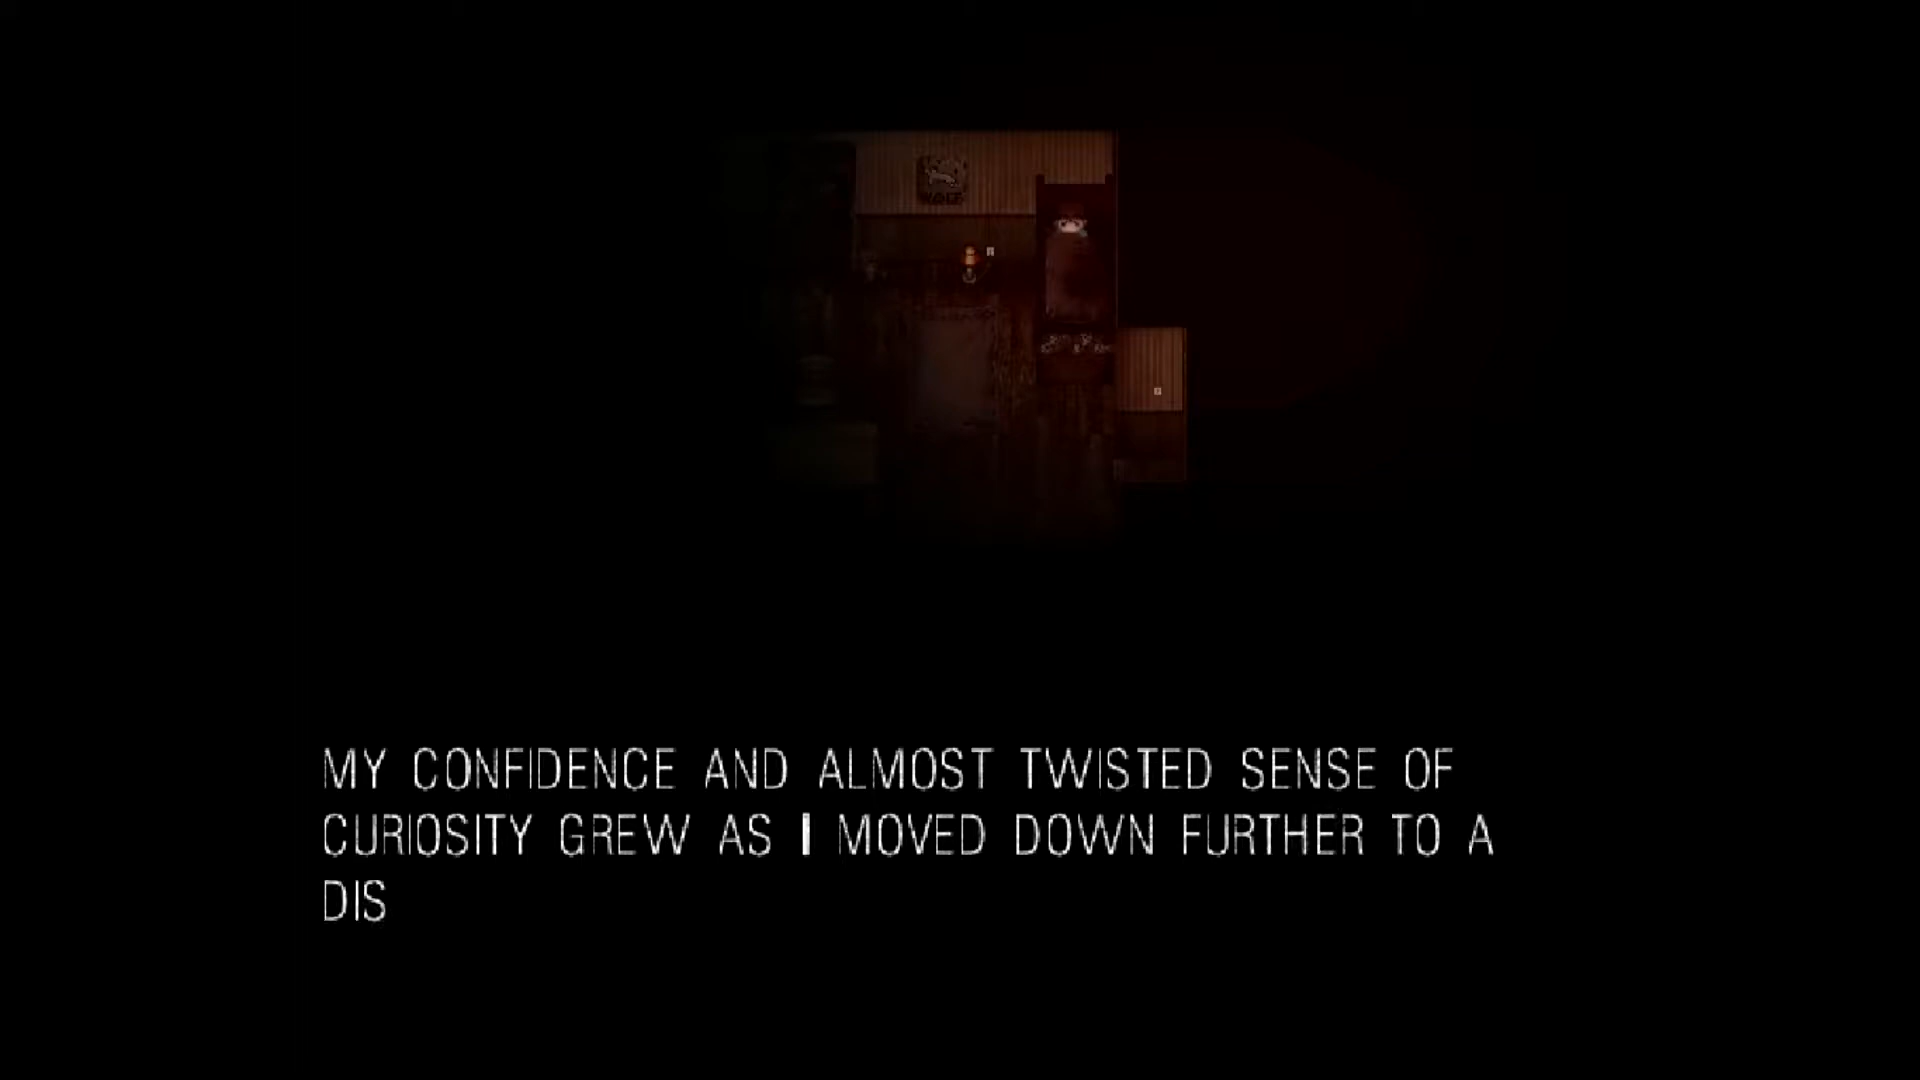 MY CONFIDENCE AND ALMOST TWISTED SENSE OF
CURIOSITY GREW AS I MOVED DOWN FURTHER TO A
DIS